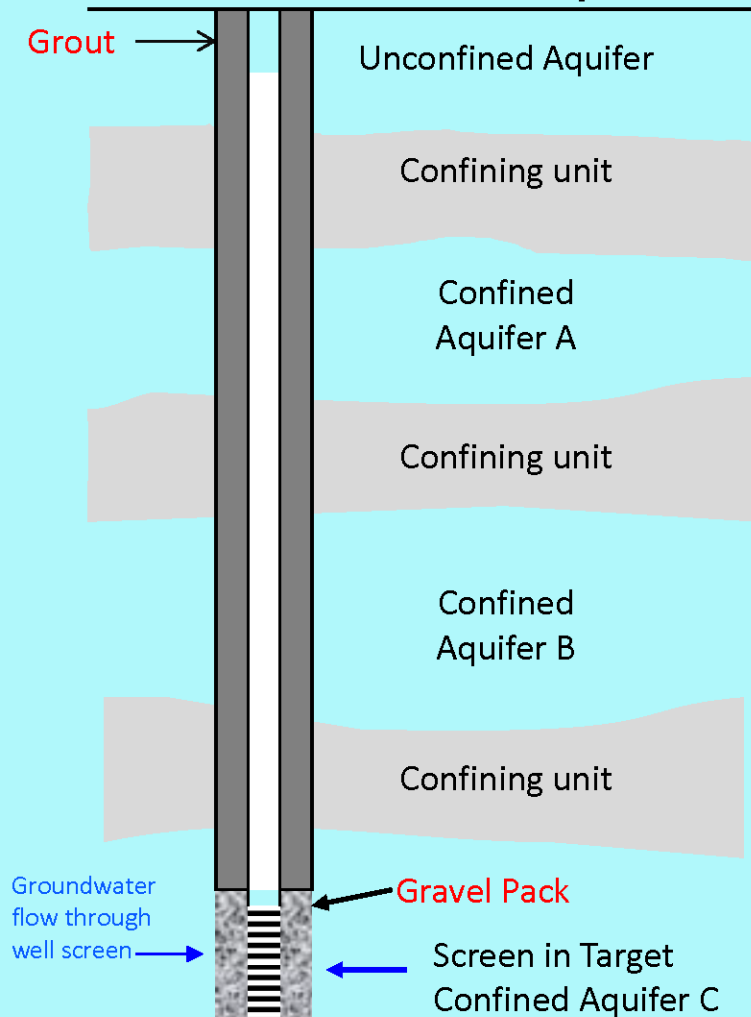 Grout
Unconfined Aquifer
Confining unit
Confined
Aquifer A
Confining unit
Confined
Aquifer B
Confining unit
Groundwater
flow through
well screen
Gravel Pack
Screen in Target
Confined Aquifer C